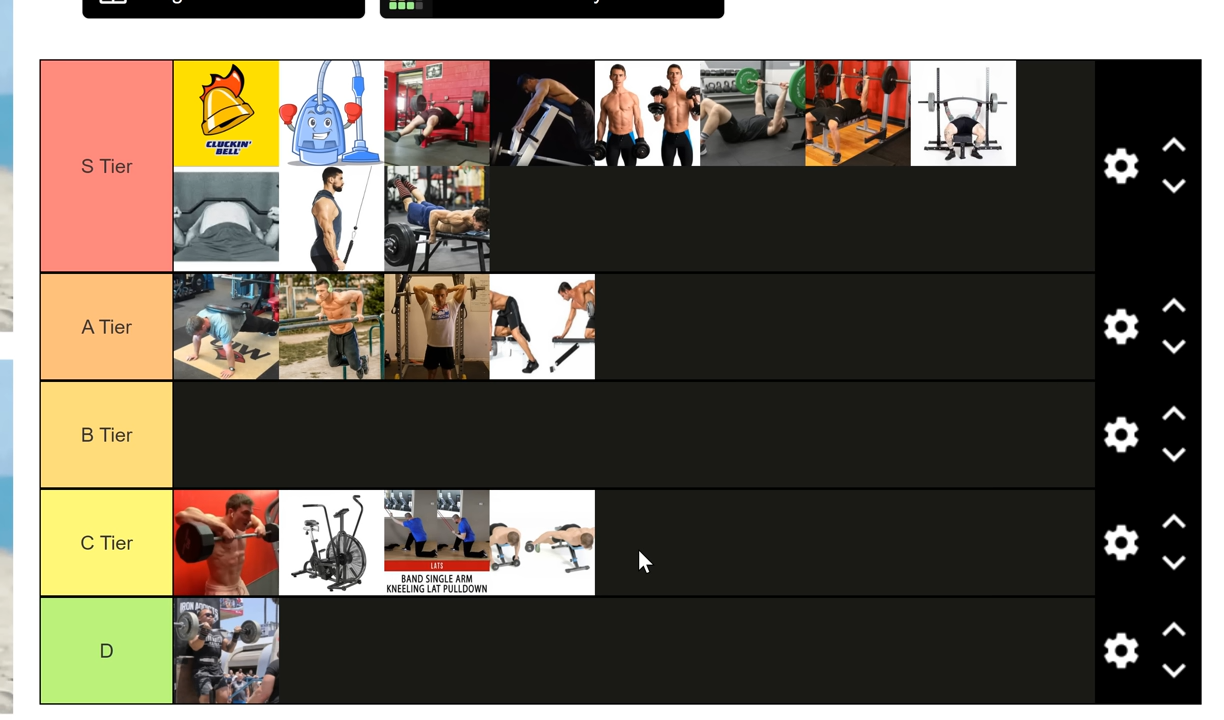 S Tier
CLUCKIN'
BELL
A Tier
B Tier
C Tier
LATS
BAND SINGLE ARM
KNEELING LAT PULLDOWN
D